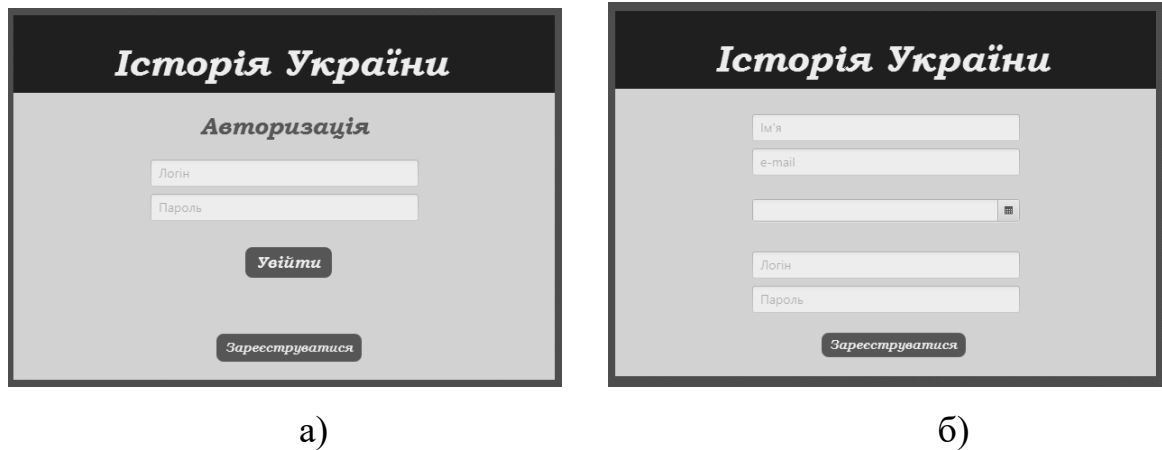 Історія України
Авторизація
Логін
Пароль
Увійти
Зареєструватися
а)
Історія України
Ім'я
e-mail
Логін
Пароль
Зареєструватися
б)